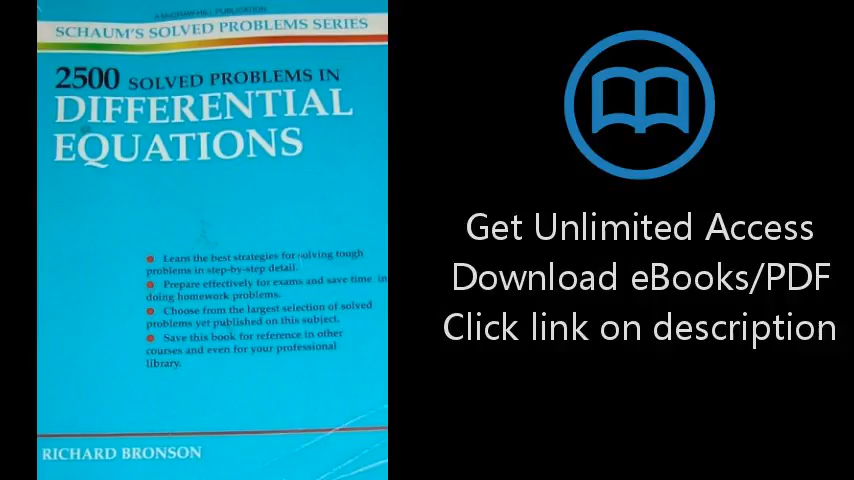 A McGRAW-HILL PUBLICATION
SCHAUM'S SOLVED PROBLEMS SERIES
2500 SOLVED PROBLEMS IN
DIFFERENTIAL
EQUATIONS
Learn the best strategies for solving tough
problems in step-by-step detail.
Prepare effectively for exams and save time in
doing homework problems.
Choose from the largest selection of solved
problems yet published on this subject.
Save this book for reference in other
courses and even for your professional
library.
RICHARD BRONSON
Get Unlimited Access
Download eBooks/PDF
Click link on description